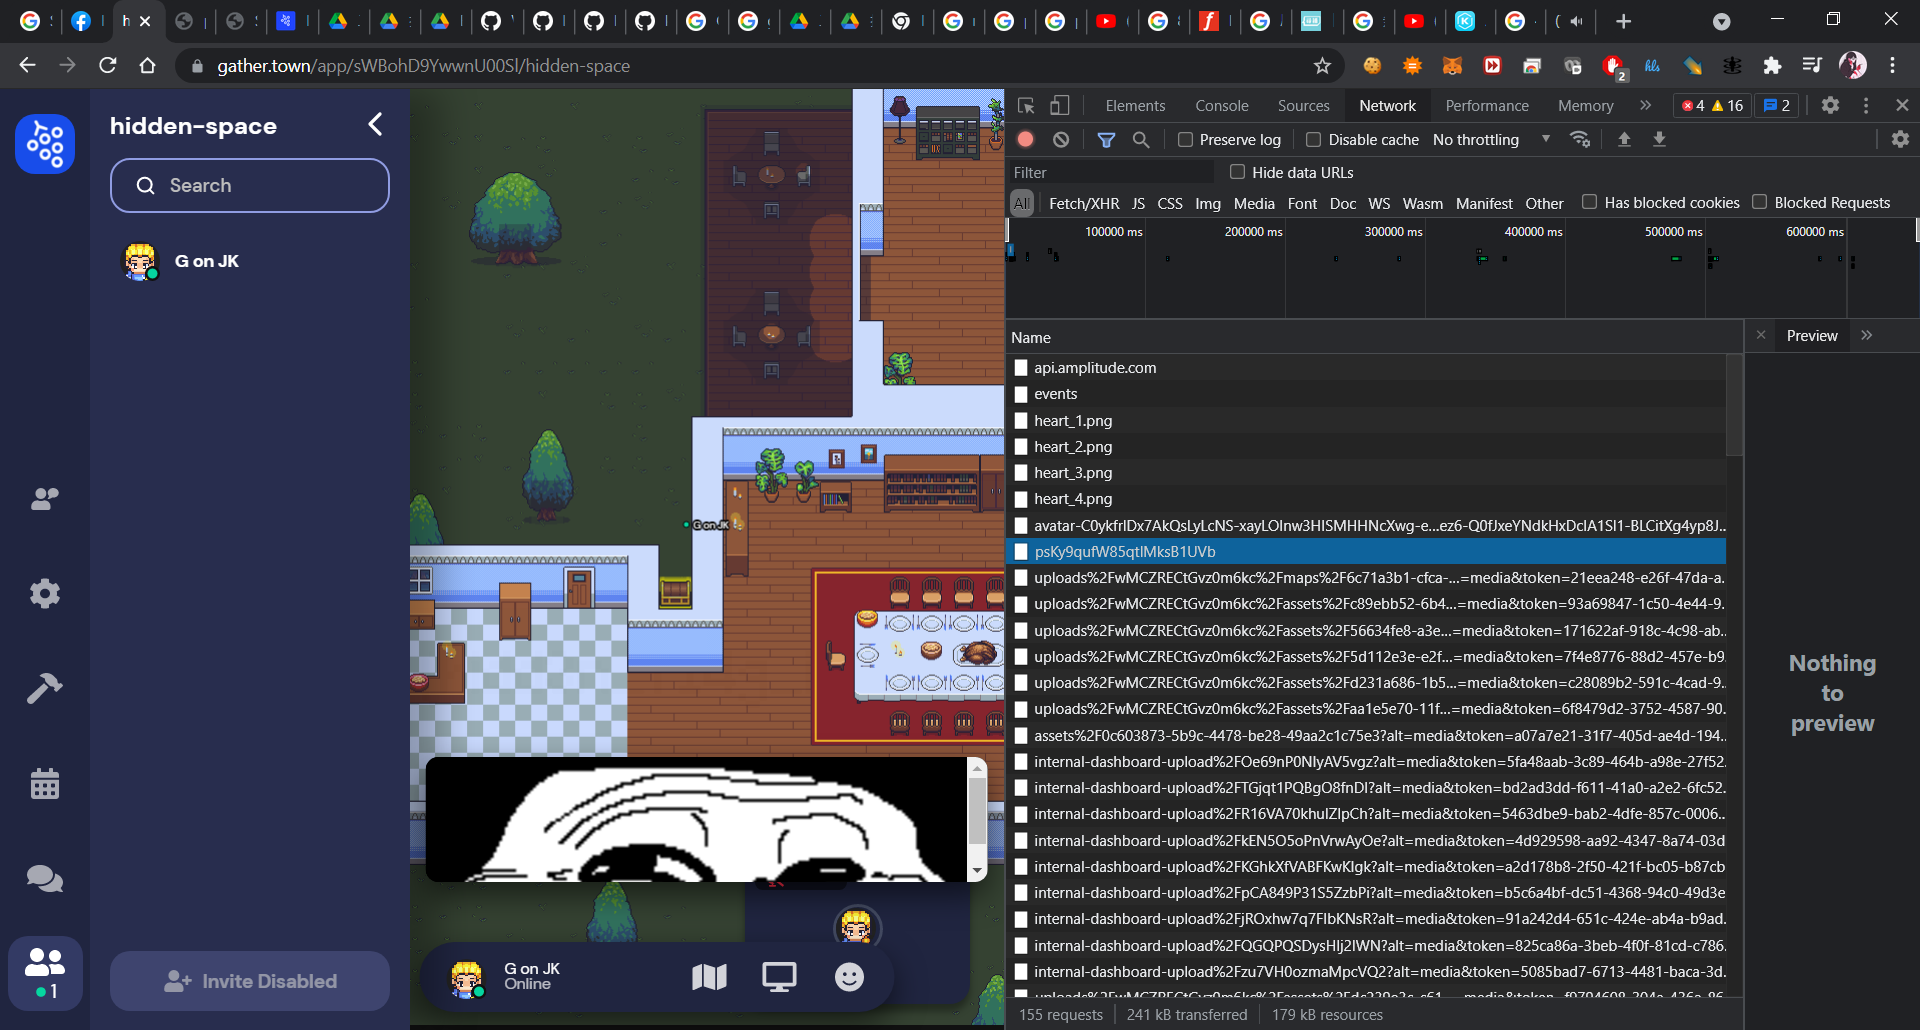 gather.town/app/sWBohD9YwwnU00Sl/hidden-space
2
hls
hidden-space
Search
G on JK
G on JK
1
Invite Disabled
G on JK
Online
Elements Console Sources Network Performance Memory » 4 16 2
Preserve log Disable cache No throttling
Filter Hide data URLs
All Fetch/XHR JS CSS Img Media Font Doc WS Wasm Manifest Other Has blocked cookies Blocked Requests
100000 ms 200000 ms 300000 ms 400000 ms 500000 ms 600000 ms
Name
Preview »
api.amplitude.com
events
heart_1.png
heart_2.png
heart_3.png
heart_4.png
psKy9qufW85qtlMksB1UVb
uploads%2FwMCZRECtGvz0m6kc%2Fmaps%2F6c71a3b1-cfca-...=media&token=21eea248-e26f-47da-a..
uploads%2FwMCZRECtGvz0m6kc%2Fassets%2Fc89ebb52-6b4...=media&token=93a69847-1c50-4e44-9..
uploads%2FwMCZRECtGvz0m6kc%2Fassets%2F56634fe8-a3e...=media&token=171622af-918c-4c98-ab..
uploads%2FwMCZRECtGvz0m6kc%2Fassets%2F5d112e3e-e2f...=media&token=7f4e8776-88d2-457e-b9..
uploads%2FwMCZRECtGvz0m6kc%2Fassets%2Fd231a686-1b5...=media&token=c28089b2-591c-4cad-9..
uploads%2FwMCZRECtGvz0m6kc%2Fassets%2Faa1e5e70-11f...=media&token=6f8479d2-3752-4587-90..
assets%2F0c603873-5b9c-4478-be28-49aa2c1c75e3?alt=media&token=a07a7e21-31f7-405d-ae4d-194..
internal-dashboard-upload%2FOe69nP0NIyAV5vgz?alt=media&token=5fa48aab-3c89-464b-a98e-27f52..
internal-dashboard-upload%2FTGjqt1PQBgO8fnDI?alt=media&token=bd2ad3dd-f611-41a0-a2e2-6fc52..
internal-dashboard-upload%2FR16VA70khulZlpCh?alt=media&token=5463dbe9-bab2-4dfe-857c-0006..
internal-dashboard-upload%2FkEN5O5oPnVrwAyOe?alt=media&token=4d929598-aa92-4347-8a74-03d
internal-dashboard-upload%2FKGhkXfVABFKwKlgk?alt=media&token=a2d178b8-2f50-421f-bc05-b87cb
internal-dashboard-upload%2FpCA849P31S5ZzbPi?alt=media&token=b5c6a4bf-dc51-4368-94c0-49d3e
internal-dashboard-upload%2FjROxhw7q7FlbKNsR?alt=media&token=91a242d4-651c-424e-ab4a-b9ad.
internal-dashboard-upload%2FQGQPQSDysHIj2lWN?alt=media&token=825ca86a-3beb-4f0f-81cd-c786.
internal-dashboard-upload%2Fzu7VH0ozmaMpcVQ2?alt=media&token=5085bad7-6713-4481-baca-3d.
Nothing
to
preview
155 requests 241 kB transferred 179 kB resources